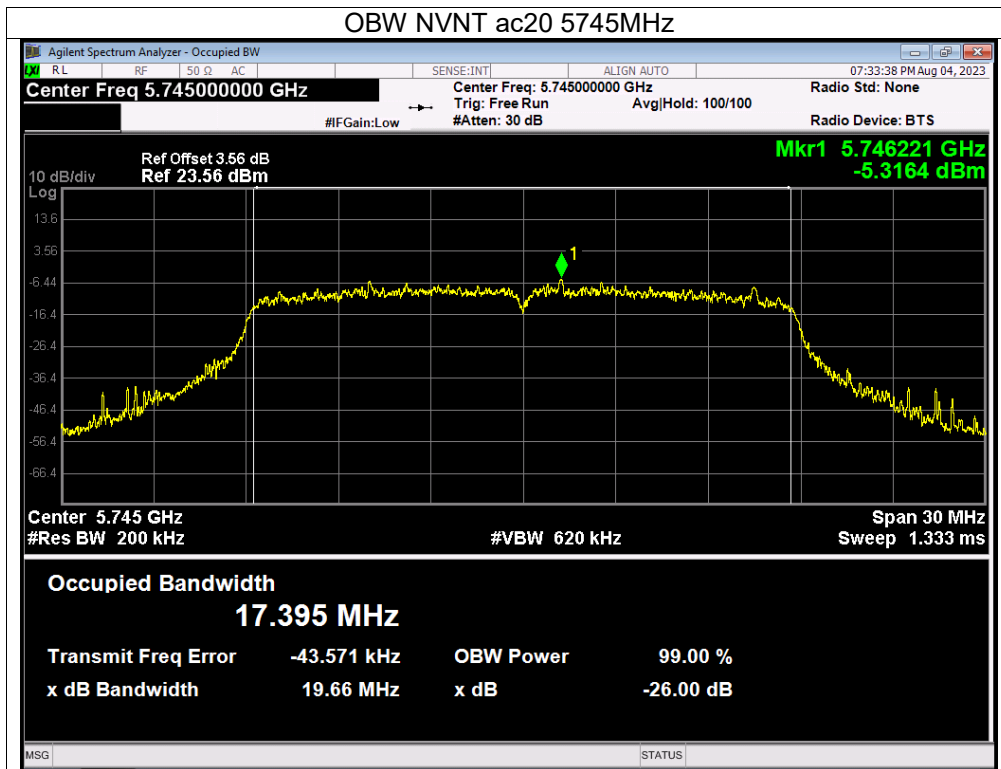 OBW NVNT ac20 5745MHz
Agilent Spectrum Analyzer - Occupied BW
LXI RL RF 50 Ω AC SENSE:INT ALIGN AUTO 07:33:38 PM Aug 04, 2023
Center Freq 5.745000000 GHz Center Freq: 5.745000000 GHz Radio Std: None
Trig: Free Run Avg|Hold: 100/100
#IFGain:Low #Atten: 30 dB Radio Device: BTS
Mkr1 5.746221 GHz
Ref Offset 3.56 dB
10 dB/div Ref 23.56 dBm -5.3164 dBm
Log
13.6
3.56
1
-6.44
-16.4
-26.4
-36.4
-46.4
-56.4
-66.4
Center 5.745 GHz Span 30 MHz
#Res BW 200 kHz #VBW 620 kHz Sweep 1.333 ms
Occupied Bandwidth
17.395 MHz
Transmit Freq Error -43.571 kHz OBW Power 99.00 %
x dB Bandwidth 19.66 MHz x dB -26.00 dB
MSG STATUS